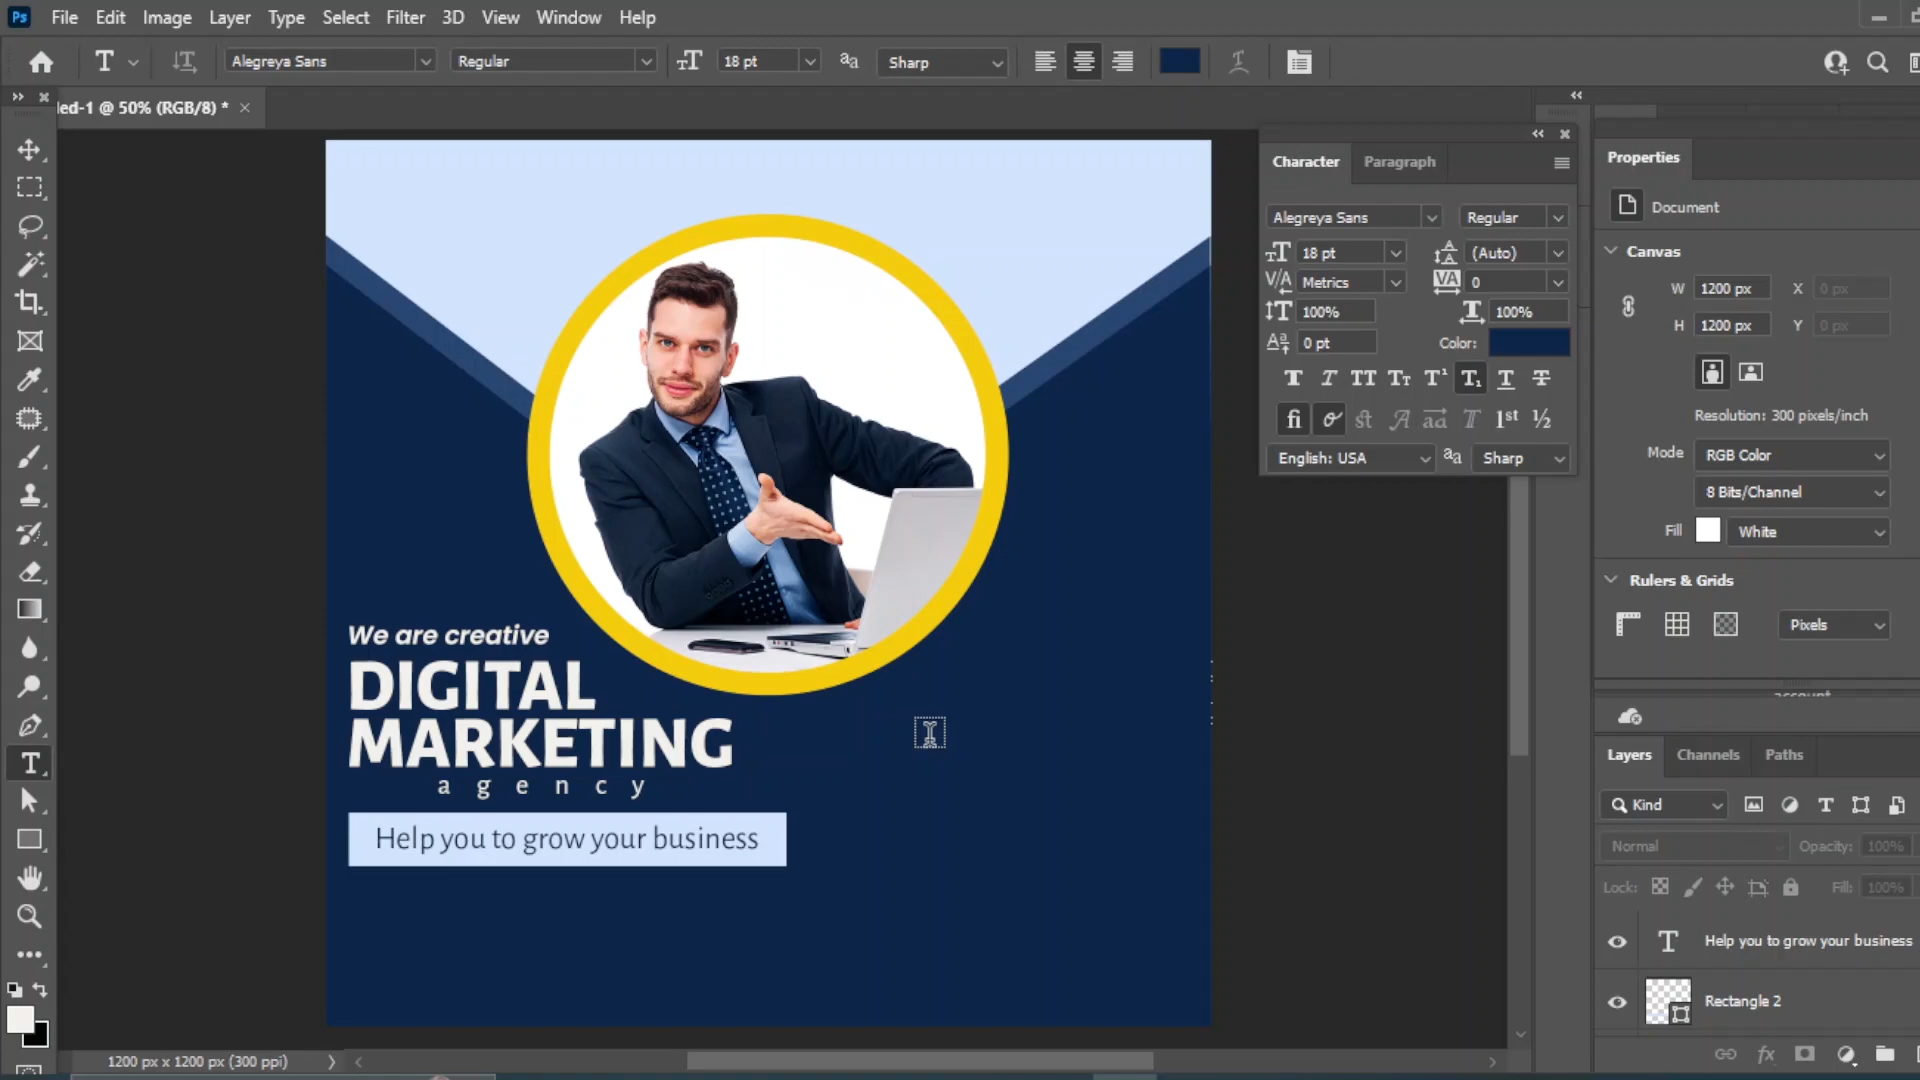 Ps File Edit Image Layer Type Select Filter 3D View Window Help
Alegreya Sans Regular 18 pt Sharp
led-1 @ 50% (RGB/8) *
Character Paragraph
Alegreya Sans Regular
18 pt (Auto)
Metrics 0
100% 100%
0 pt Color:
English: USA Sharp
Properties
Document
Canvas
W 1200 px X 0 px
H 1200 px Y 0 px
Resolution: 300 pixels/inch
Mode RGB Color
8 Bits/Channel
Fill White
Rulers & Grids
Pixels
account
Layers Channels Paths
Kind
Normal Opacity: 100%
Lock: Fill: 100%
Help you to grow your business
Rectangle 2
We are creative
DIGITAL
MARKETING
agency
Help you to grow your business
1200 px x 1200 px (300 ppi)